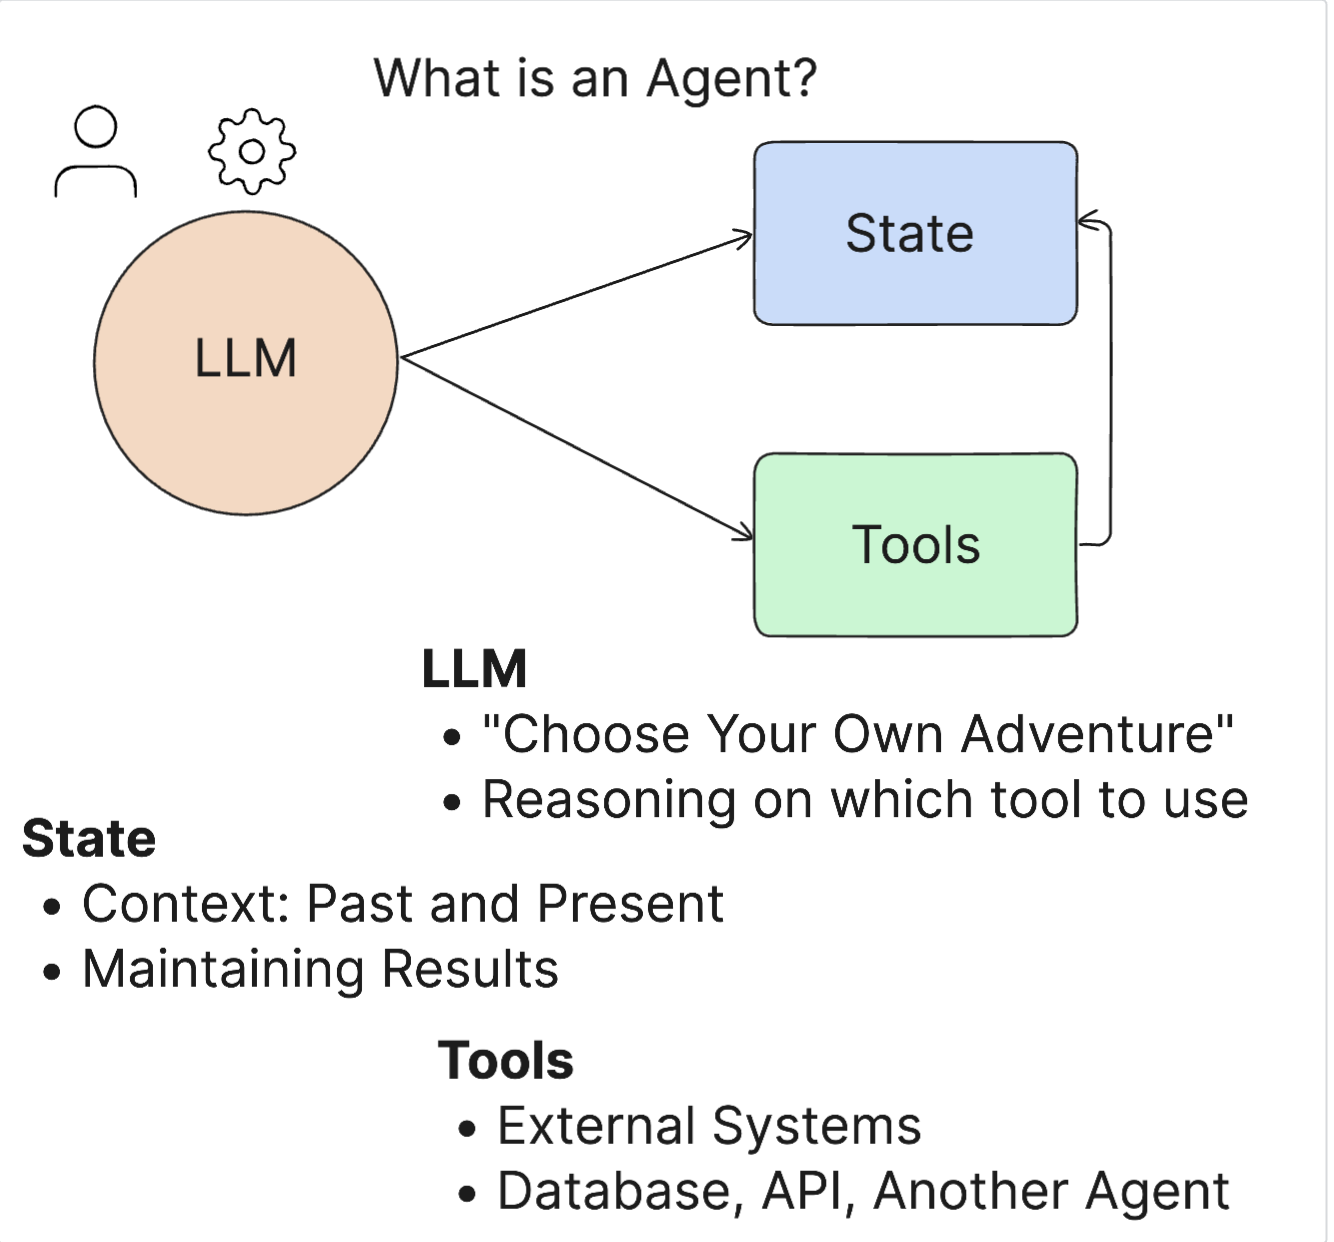 What is an Agent?
LLM
State
Tools
LLM
• "Choose Your Own Adventure"
• Reasoning on which tool to use
State
• Context: Past and Present
• Maintaining Results
Tools
• External Systems
• Database, API, Another Agent